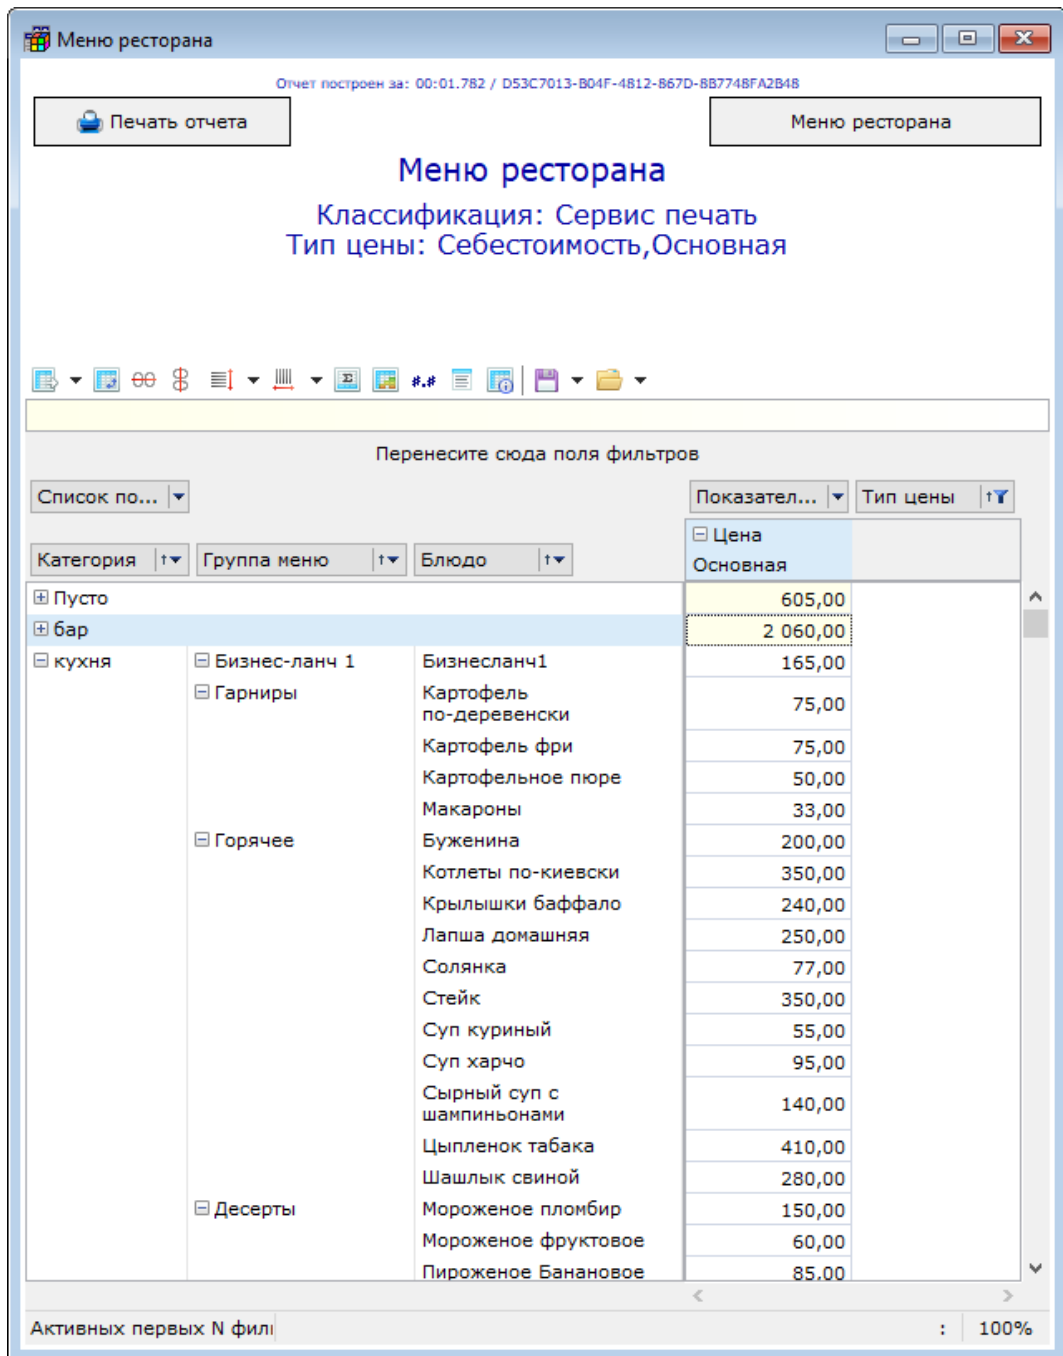 Меню ресторана
Отчет построен за: 00:01.782 / D53C7013-B04F-4812-867D-8B7748FA2B48
Печать отчета
Меню ресторана
Меню ресторана
Классификация: Сервис печать
Тип цены: Себестоимость,Основная
Перенесите сюда поля фильтров
Список по...
Показател...
Тип цены
Цена
Категория
Группа меню
Блюдо
Основная
Пусто 605,00
бар 2 060,00
кухня Бизнес-ланч 1 Бизнесланч1 165,00
Гарниры Картофель
по-деревенски 75,00
Картофель фри 75,00
Картофельное пюре 50,00
Макароны 33,00
Горячее Буженина 200,00
Котлеты по-киевски 350,00
Крылышки баффало 240,00
Лапша домашняя 250,00
Солянка 77,00
Стейк 350,00
Суп куриный 55,00
Суп харчо 95,00
Сырный суп с
шампиньонами 140,00
Цыпленок табака 410,00
Шашлык свиной 280,00
Десерты Мороженое пломбир 150,00
Мороженое фруктовое 60,00
Пироженое Банановое 85,00
Активных первых N фил
: 100%